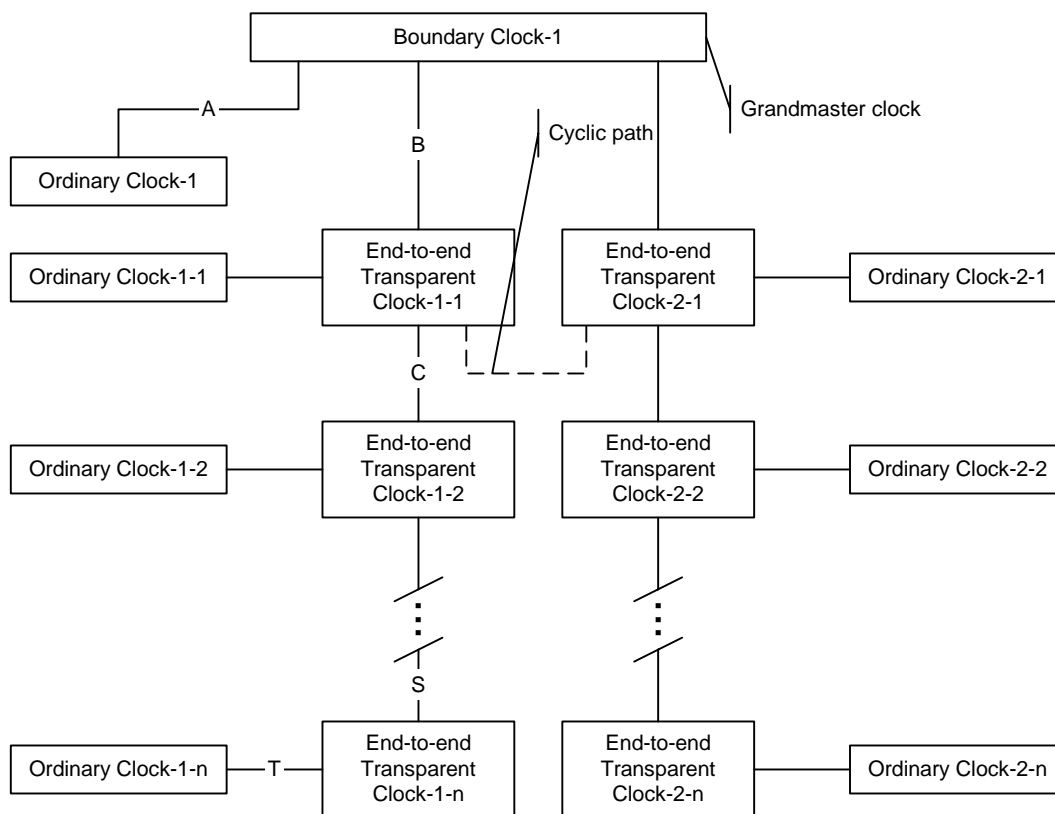 Boundary Clock-1
A
Grandmaster clock
Cyclic path
B
Ordinary Clock-1
Ordinary Clock-1-1
End-to-end
Transparent
Clock-1-1
End-to-end
Transparent
Clock-2-1
Ordinary Clock-2-1
C
Ordinary Clock-1-2
End-to-end
Transparent
Clock-1-2
End-to-end
Transparent
Clock-2-2
Ordinary Clock-2-2
S
Ordinary Clock-1-n
T
End-to-end
Transparent
Clock-1-n
End-to-end
Transparent
Clock-2-n
Ordinary Clock-2-n